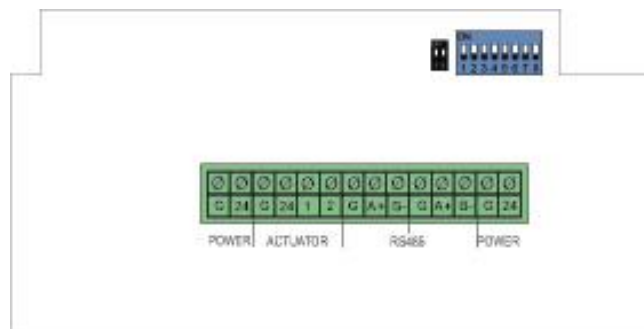 ON
1 2 3 4 5 6 7 8
G 24 G 24 1 2 G A+ B- G A+ B- G 24
POWER ACTUATOR RS485 POWER